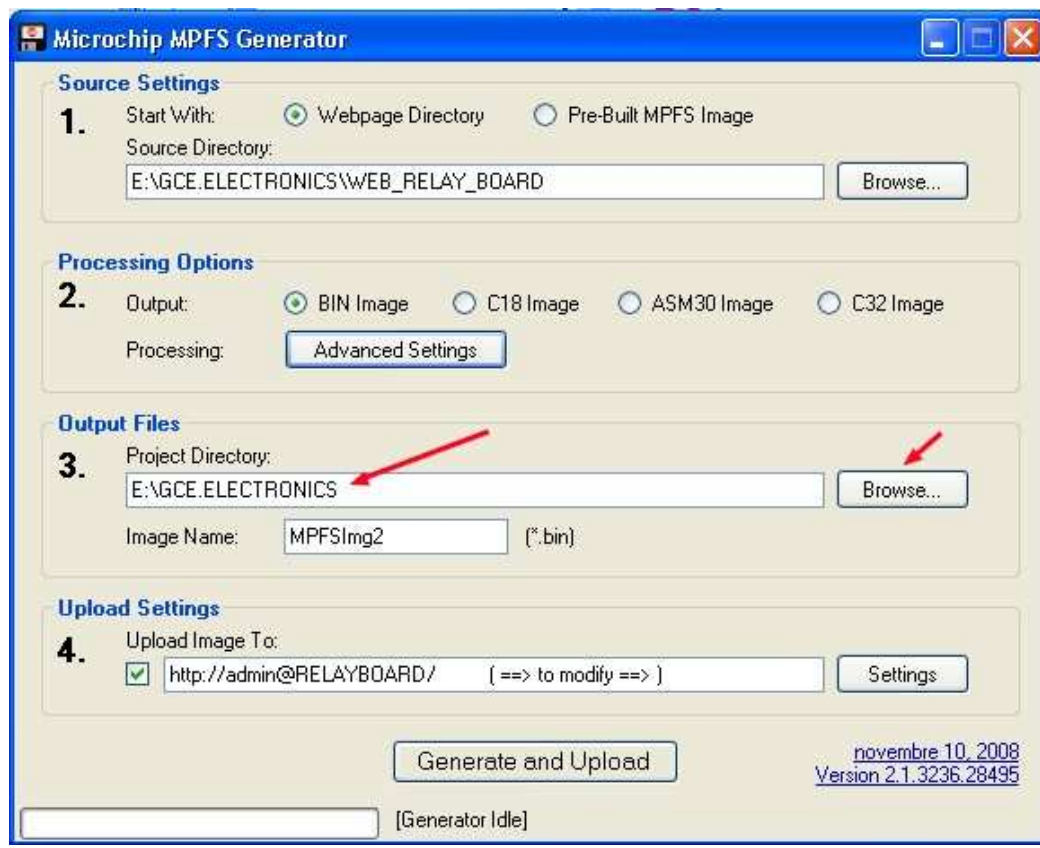 Microchip MPFS Generator
Source Settings
1. Start With: Webpage Directory Pre-Built MPFS Image
Source Directory:
E:\GCE.ELECTRONICS\WEB_RELAY_BOARD Browse...
Processing Options
2. Output: BIN Image C18 Image ASM30 Image C32 Image
Processing: Advanced Settings
Output Files
3. Project Directory:
E:\GCE.ELECTRONICS Browse...
Image Name: MPFSImg2 (*.bin)
Upload Settings
4. Upload Image To:
http://admin@RELAYBOARD/ ( ==> to modify ==> ) Settings
Generate and Upload
novembre 10, 2008
Version 2.1.3236.28495
[Generator Idle]